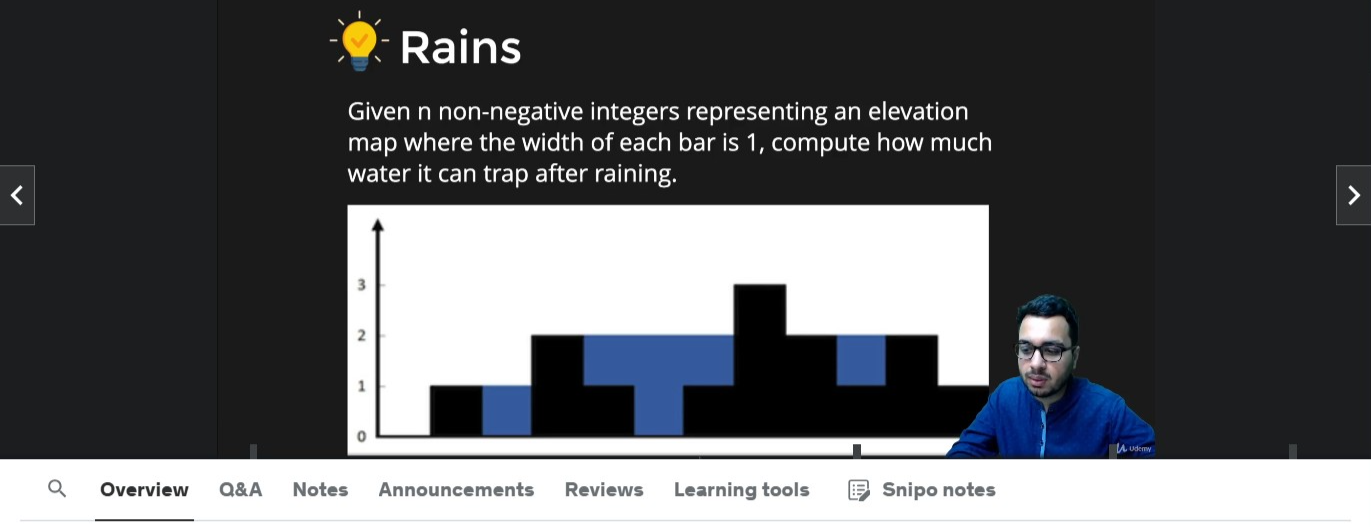 Rains
Given n non-negative integers representing an elevation
map where the width of each bar is 1, compute how much
water it can trap after raining.
3
2
1
0
Udemy
Overview Q&A Notes Announcements Reviews Learning tools Snipo notes